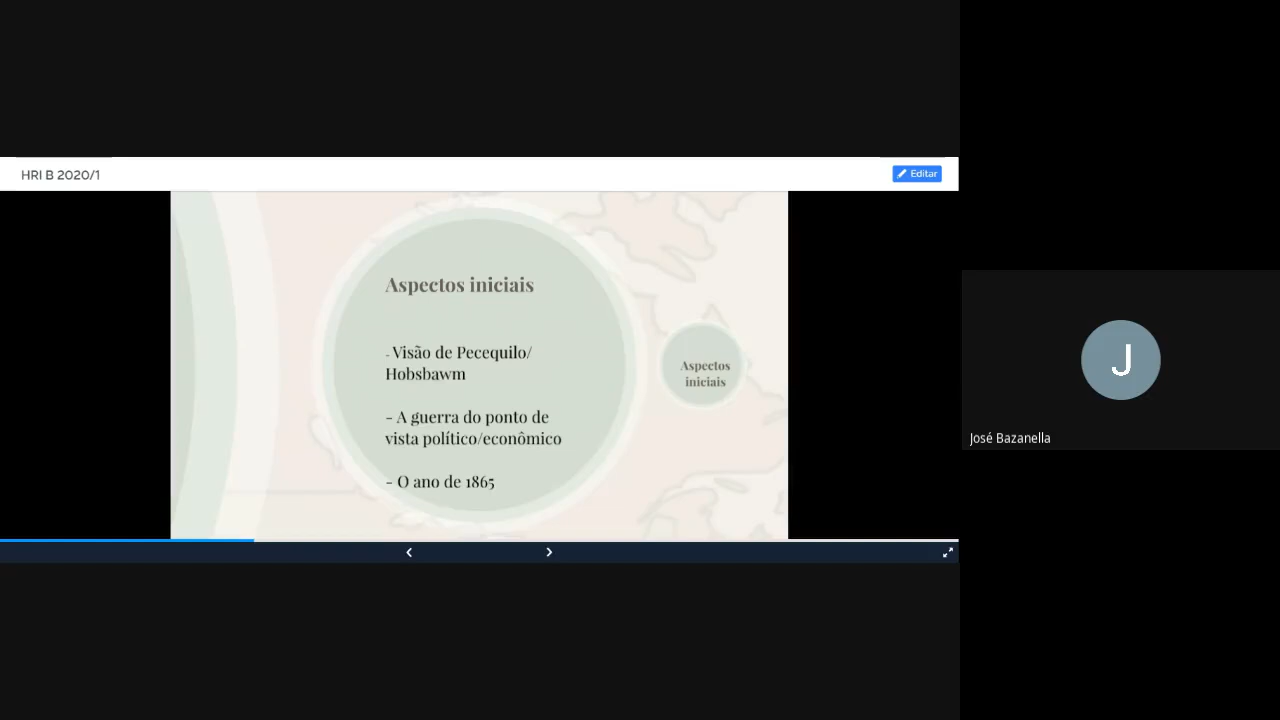 HRI B 2020/1
Editar
Aspectos iniciais
- Visão de Pecequilo/
Hobsbawm
- A guerra do ponto de
vista político/econômico
- O ano de 1865
Aspectos
iniciais
J
José Bazanella